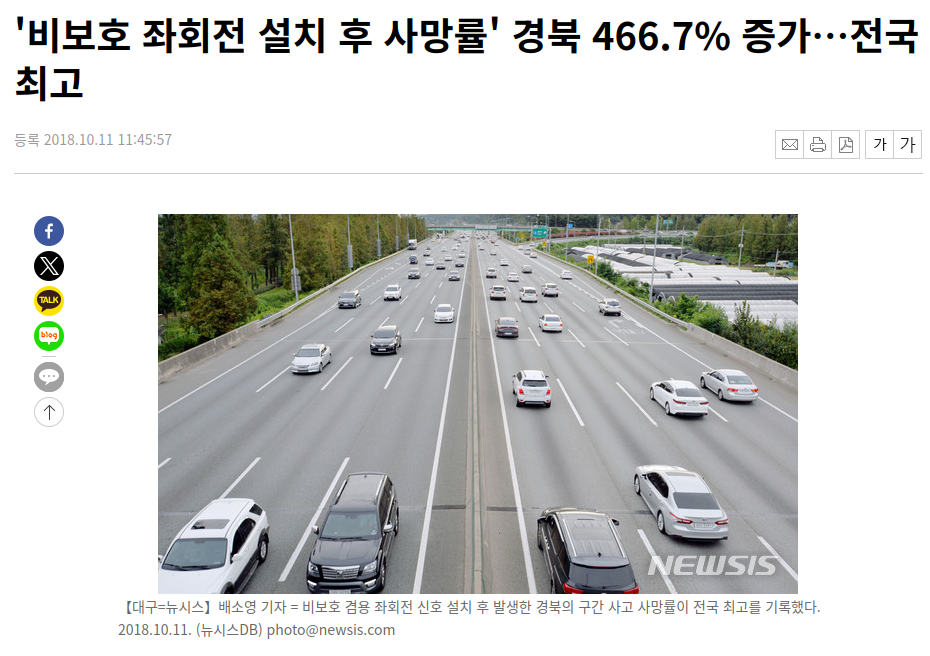 '비보호 좌회전 설치 후 사망률' 경북 466.7% 증가…전국
최고
등록 2018.10.11 11:45:57
가 가
f
X
TALK
blog
NEWSIS
【대구=뉴시스】배소영 기자 = 비보호 겸용 좌회전 신호 설치 후 발생한 경북의 구간 사고 사망률이 전국 최고를 기록했다.
2018.10.11. (뉴시스DB) photo@newsis.com